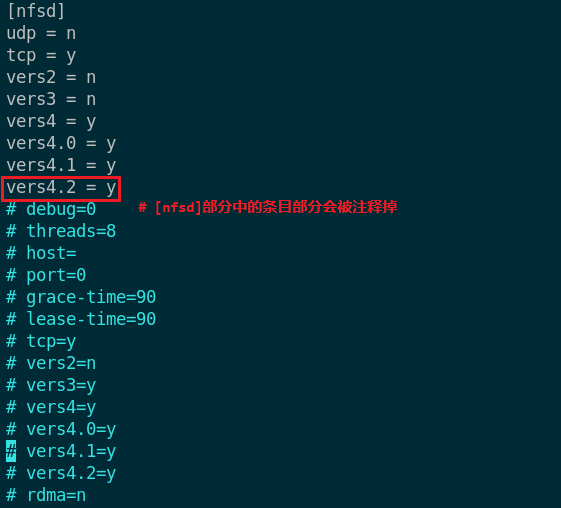 [nfsd]
udp = n
tcp = y
vers2 = n
vers3 = n
vers4 = y
vers4.0 = y
vers4.1 = y
vers4.2 = y
# debug=0
# [nfsd]部分中的条目部分会被注释掉
# threads=8
# host=
# port=0
# grace-time=90
# lease-time=90
# tcp=y
# vers2=n
# vers3=y
# vers4=y
# vers4.0=y
# vers4.1=y
# vers4.2=y
# rdma=n